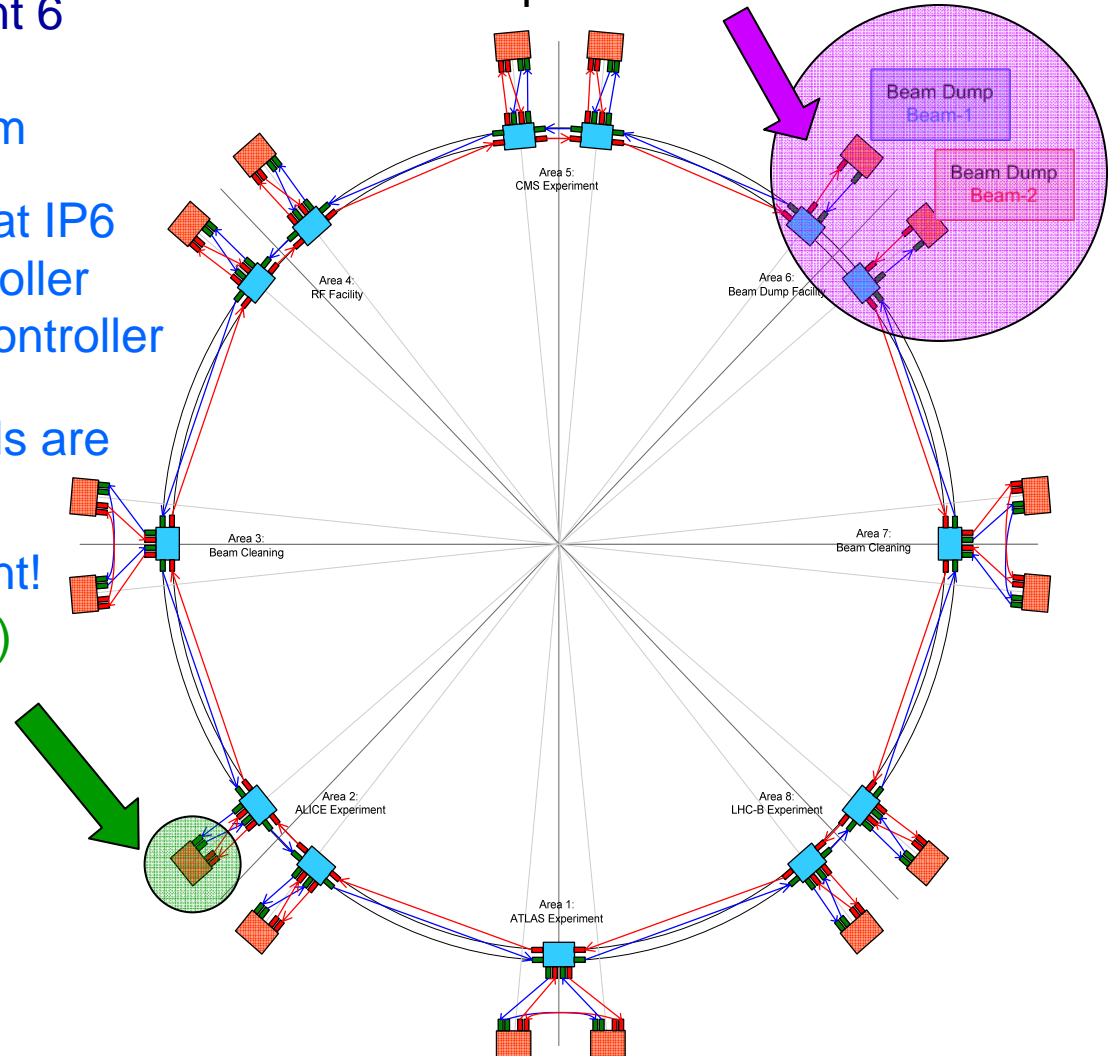 nt 6
m
at IP6
oller
ontroller
ls are
nt!
)
Beam Dump
Beam-1
Beam Dump
Beam-2
Area 5:
CMS Experiment
Area 4:
RF Facility
Area 6:
Beam Dump Facility
Area 3:
Beam Cleaning
Area 7:
Beam Cleaning
Area 2:
ALICE Experiment
Area 8:
LHC-B Experiment
Area 1:
ATLAS Experiment